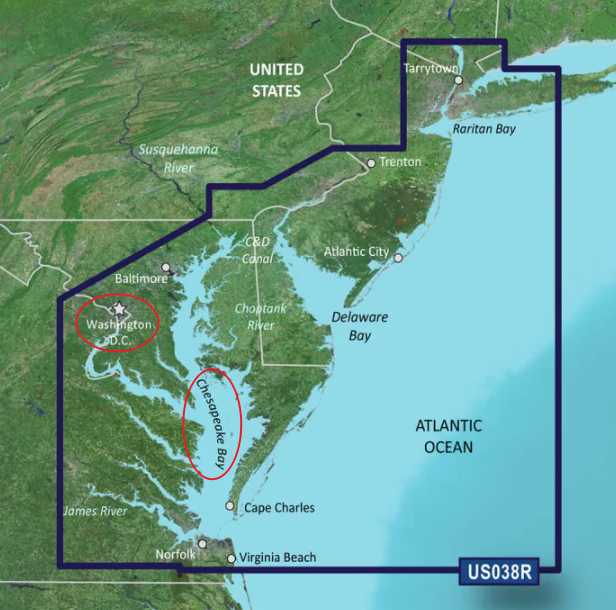 UNITED
STATES
Tarrytown
Raritan Bay
Susquehanna
River
Trenton
C&D
Canal
Atlantic City
Baltimore
Choptank
River
Washington
D.C.
Delaware
Bay
Chesapeake Bay
ATLANTIC
OCEAN
James River
Cape Charles
Norfolk
Virginia Beach
US038R